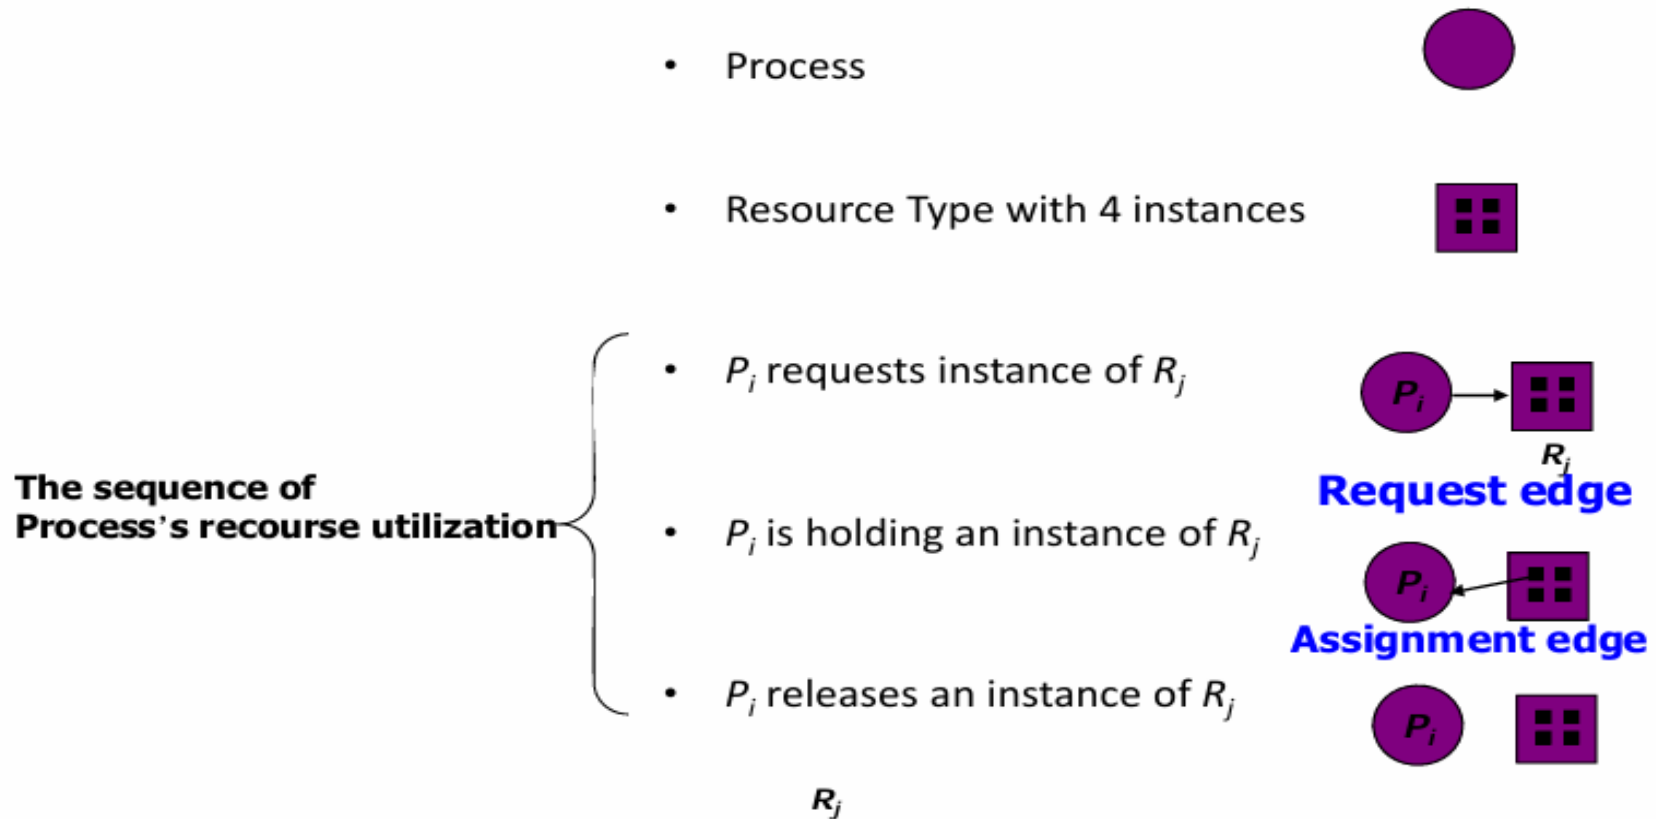 • Process
• Resource Type with 4 instances
• Pi requests instance of Rj
Pi
Rj
Request edge
The sequence of
Process’s recourse utilization
• Pi is holding an instance of Rj
Pi
Assignment edge
• Pi releases an instance of Rj
Pi
Rj